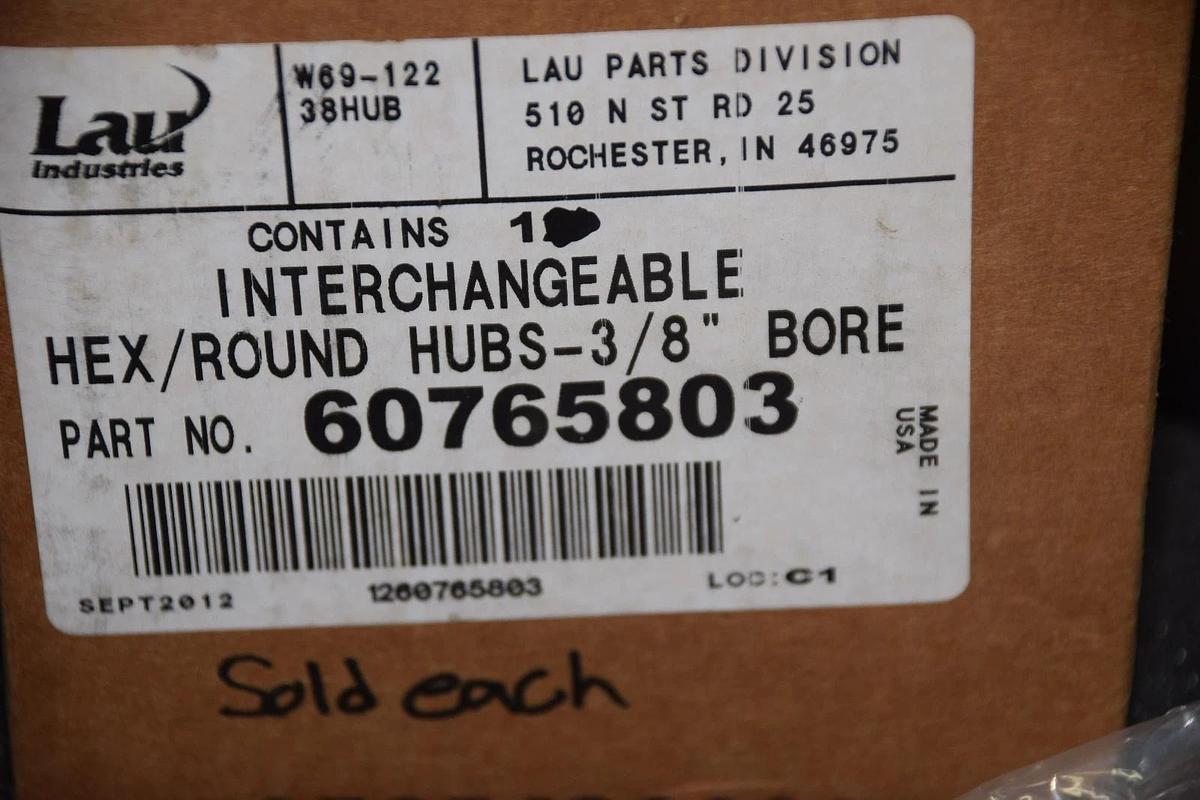 Lau
Industries
W69-122
38HUB
LAU PARTS DIVISION
510 N ST RD 25
ROCHESTER, IN 46975
CONTAINS 1
INTERCHANGEABLE
HEX/ROUND HUBS-3/8" BORE
PART NO. 60765803
MADE IN
USA
1260765803
SEPT2012
LOC:C1
Sold each